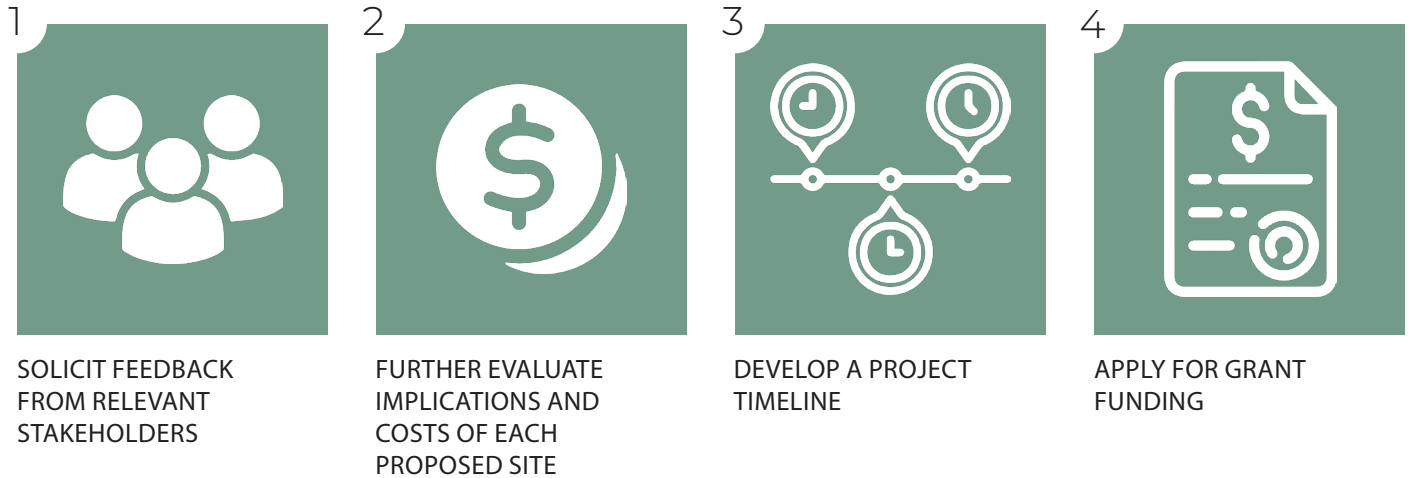 1
SOLICIT FEEDBACK
FROM RELEVANT
STAKEHOLDERS
2
$
FURTHER EVALUATE
IMPLICATIONS AND
COSTS OF EACH
PROPOSED SITE
3
DEVELOP A PROJECT
TIMELINE
4
$
APPLY FOR GRANT
FUNDING